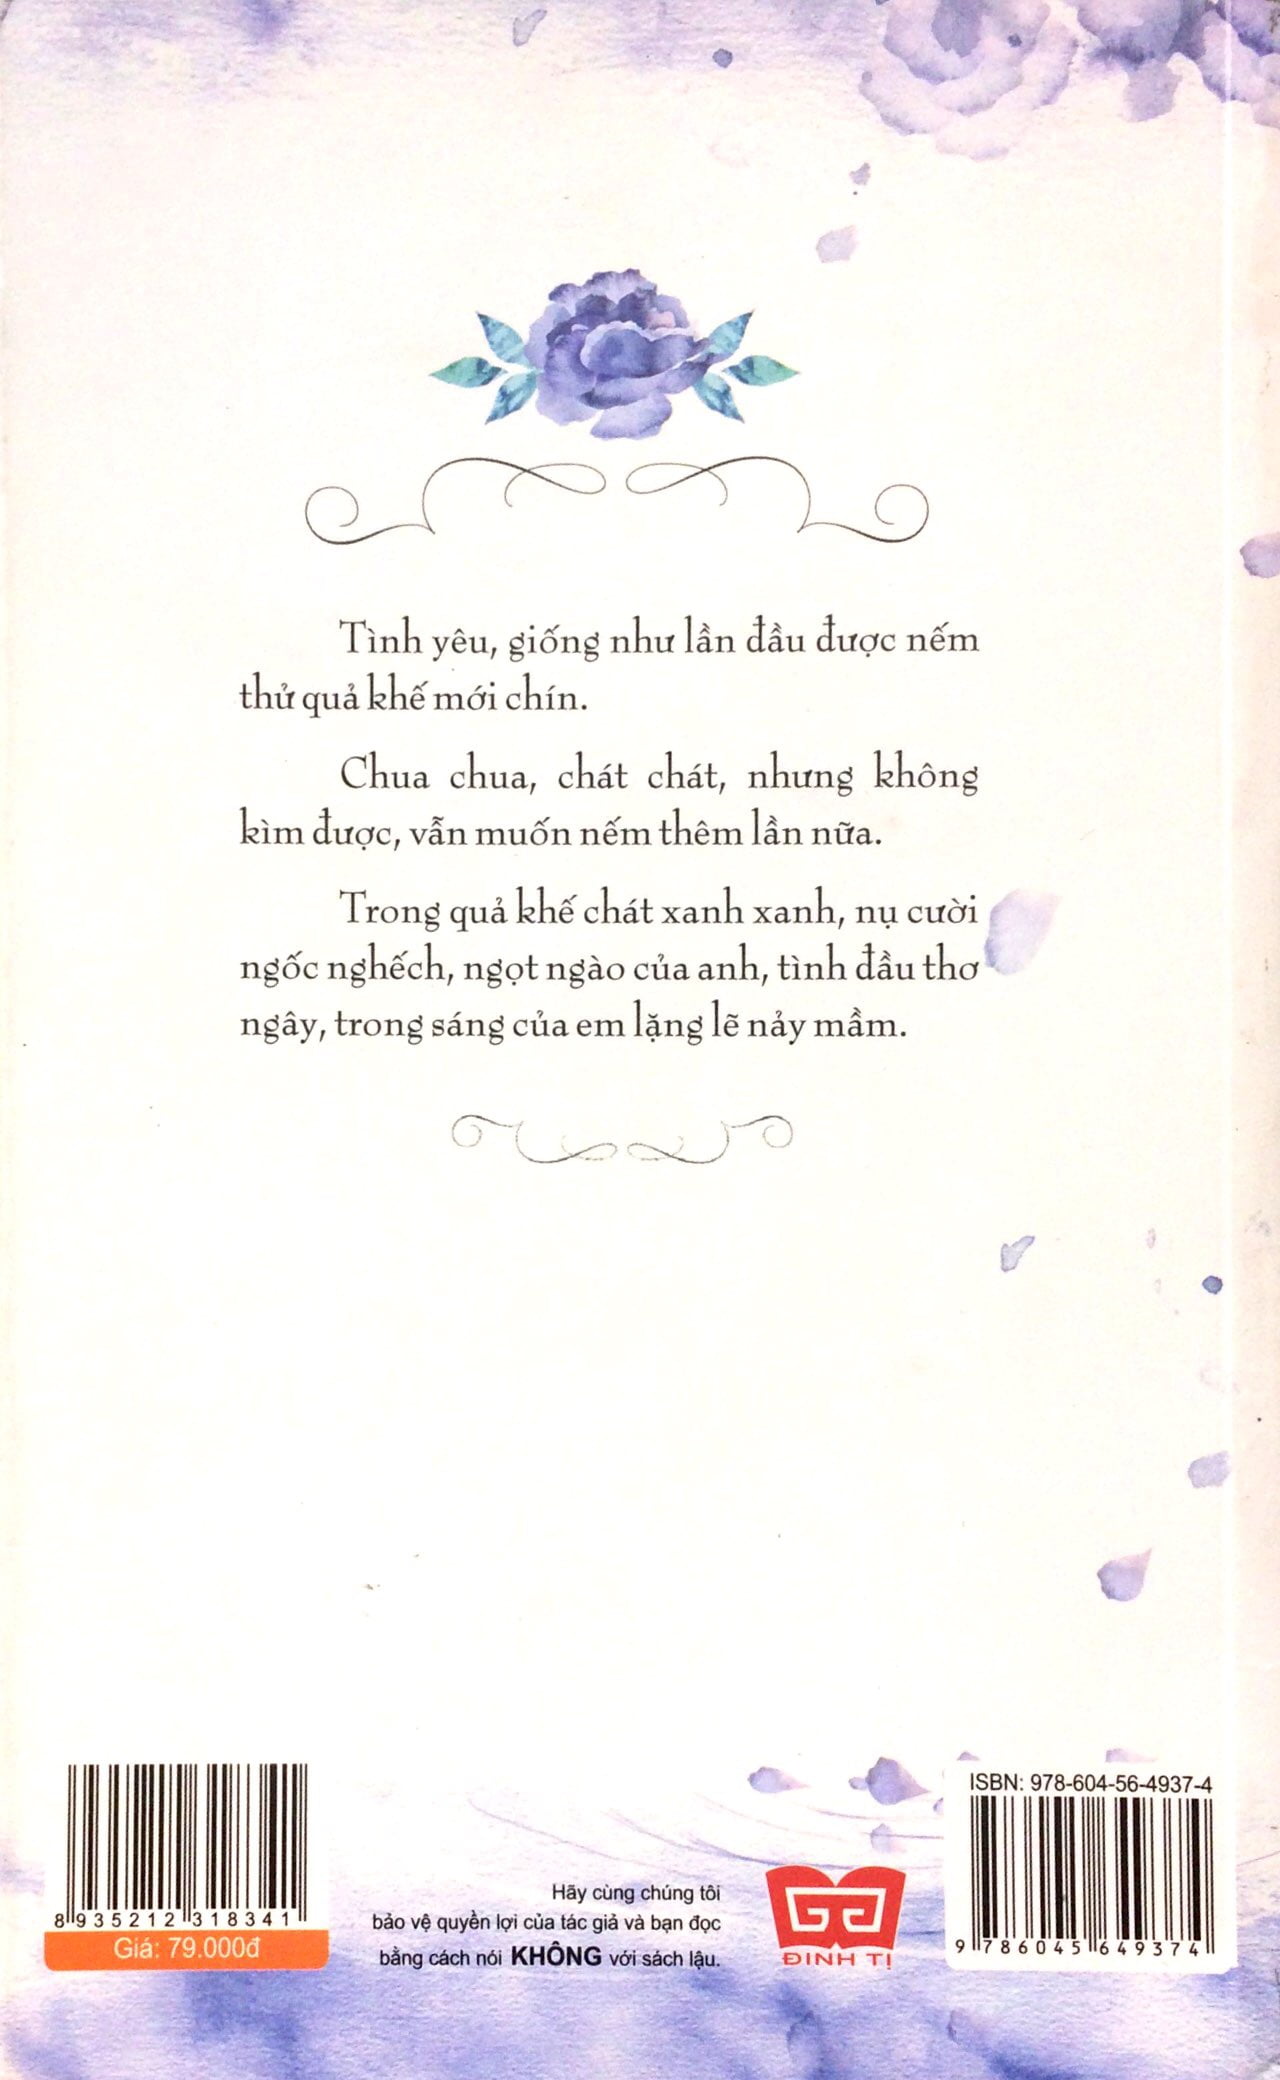 Tình yêu, giống như lần đầu được nếm
thử quả khế mới chín.
Chua chua, chát chát, nhưng không
kìm được, vẫn muốn nếm thêm lần nữa.
Trong quả khế chát xanh xanh, nụ cười
ngốc nghếch, ngọt ngào của anh, tình đầu thơ
ngây, trong sáng của em lặng lẽ nảy mầm.
8 935212 318341
Giá: 79.000đ
Hãy cùng chúng tôi
bảo vệ quyền lợi của tác giả và bạn đọc
bằng cách nói KHÔNG với sách lậu.
ĐINH TỊ
ISBN: 978-604-56-4937-4
9 786045 649374